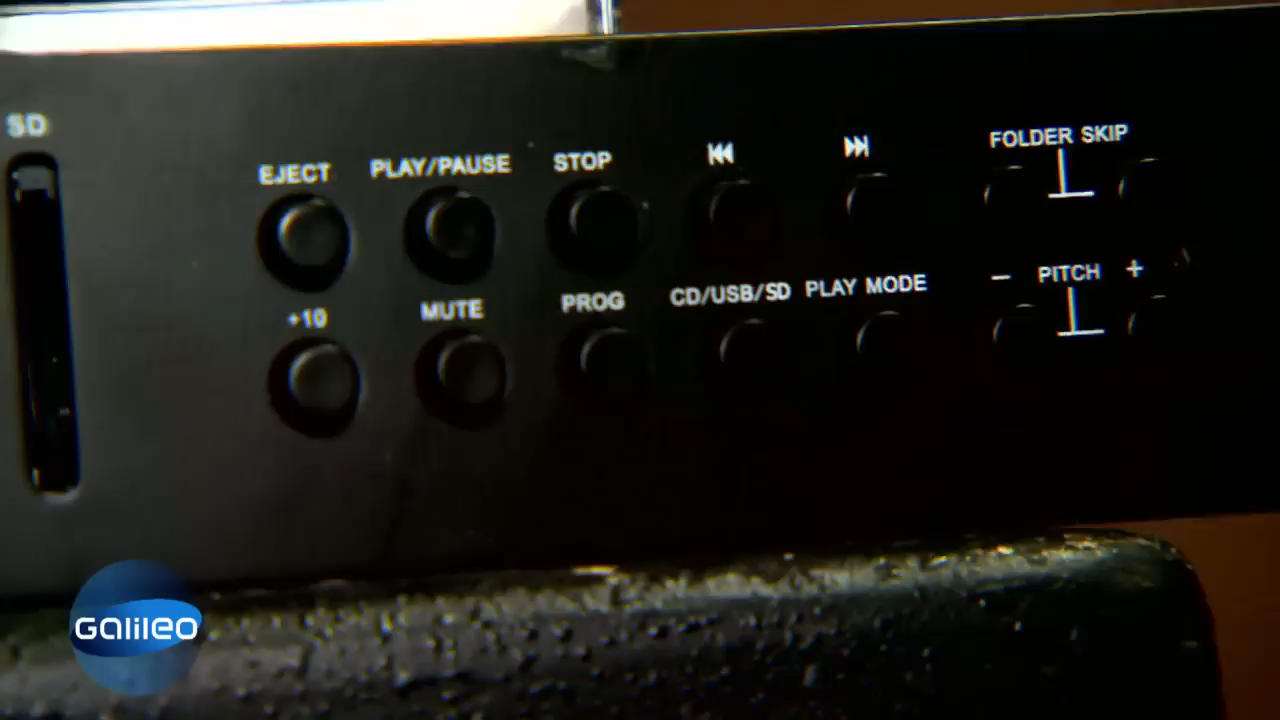 SD
EJECT
PLAY/PAUSE
STOP
FOLDER SKIP
+10
MUTE
PROG
CD/USB/SD
PLAY MODE
- PITCH +
Galileo